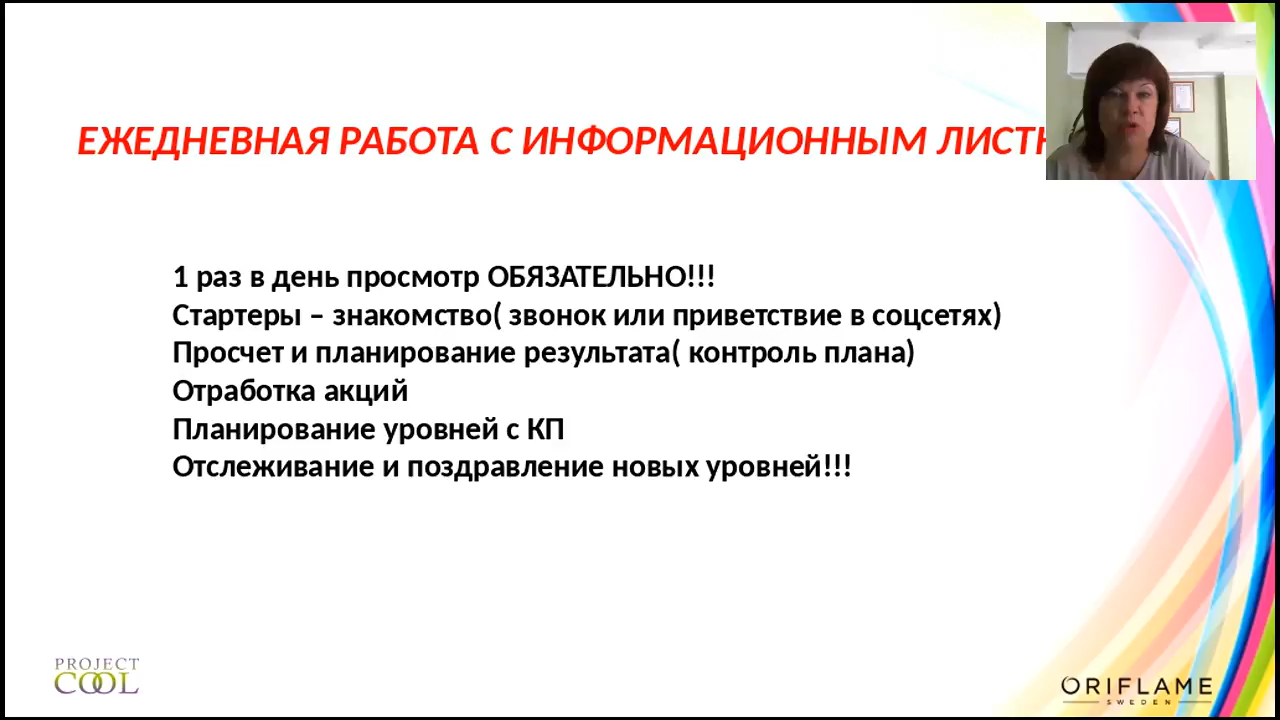 ЕЖЕДНЕВНАЯ РАБОТА С ИНФОРМАЦИОННЫМ
1 раз в день просмотр ОБЯЗАТЕЛЬНО!!!
Стартеры – знакомство( звонок или приветствие в соцсетях)
Просчет и планирование результата( контроль плана)
Отработка акций
Планирование уровней с КП
Отслеживание и поздравление новых уровней!!!
PROJECT
COOL
ORIFLAME
SWEDEN